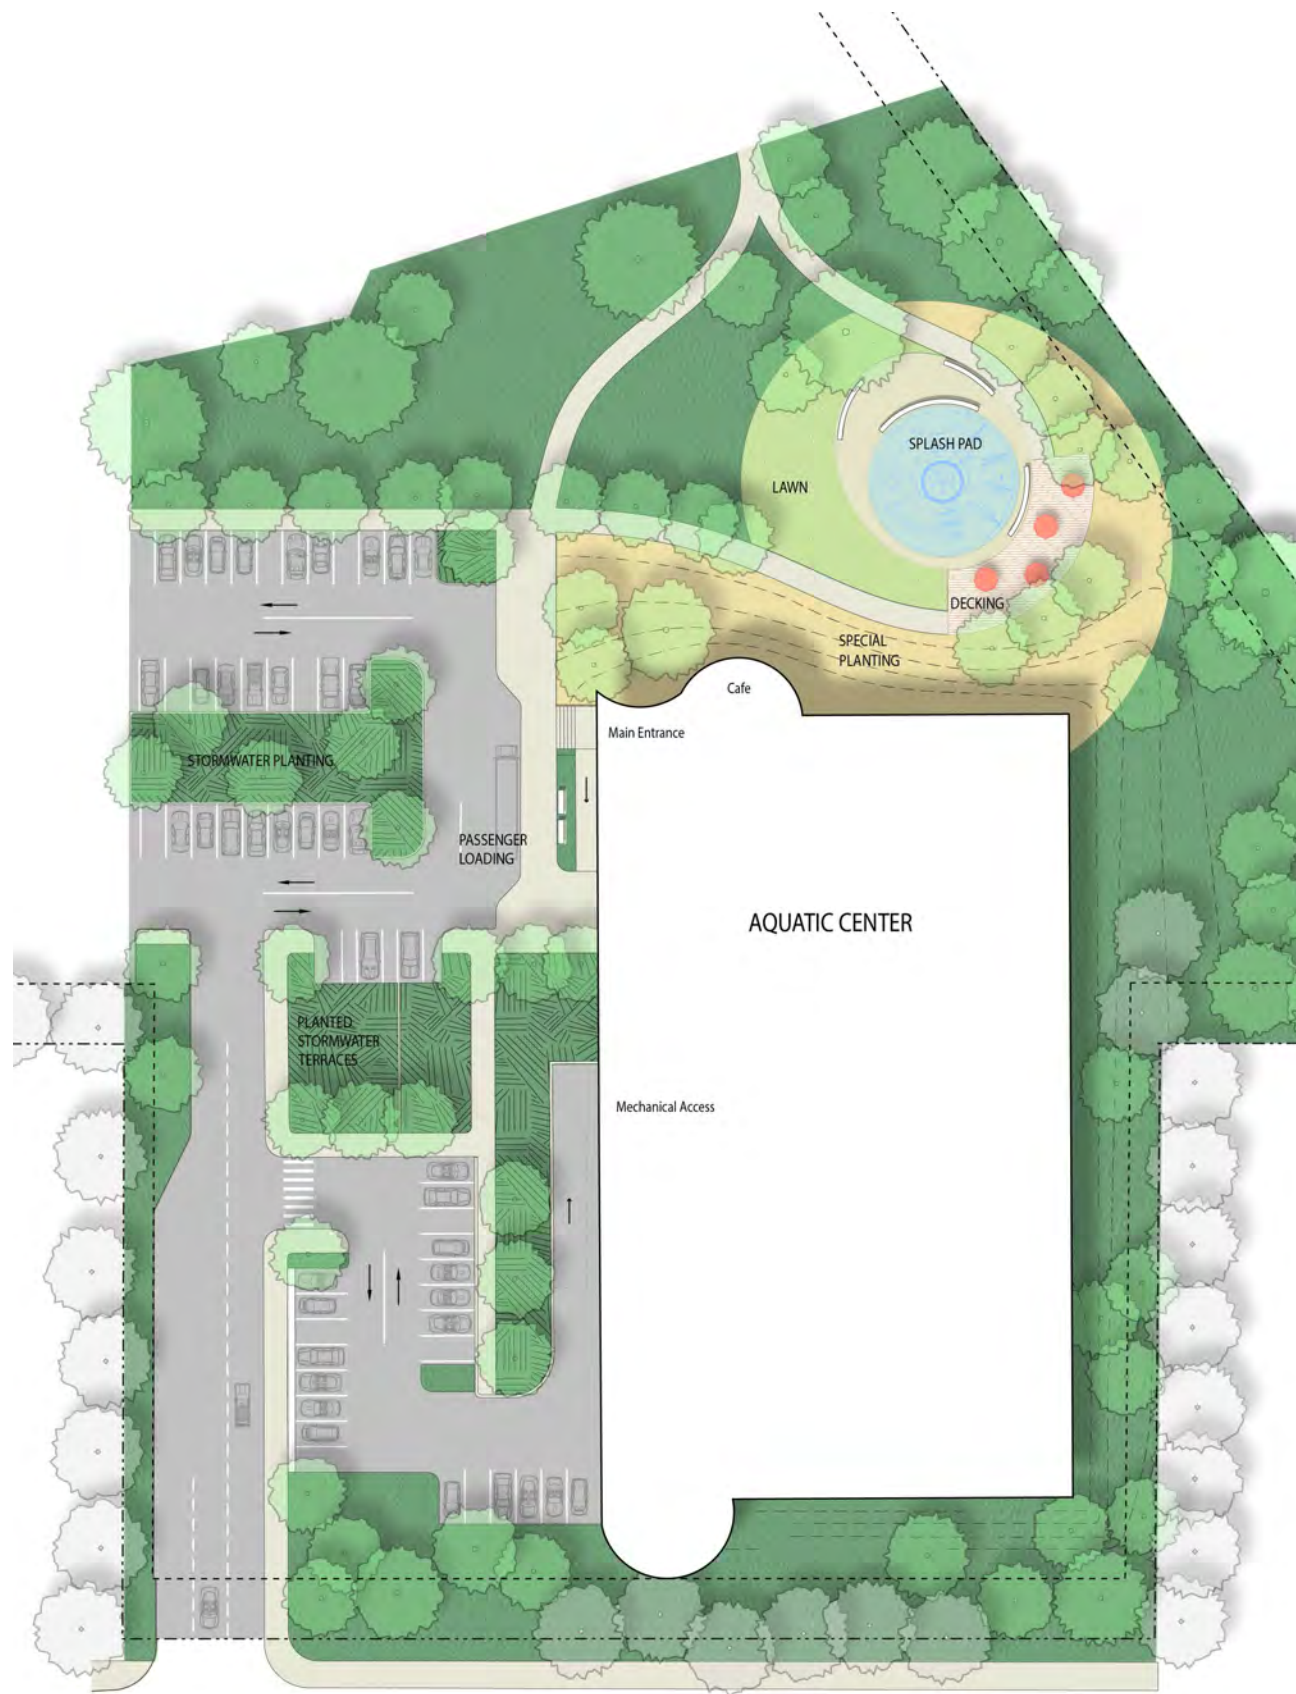 SPLASH PAD
LAWN
DECKING
SPECIAL
PLANTING
Cafe
Main Entrance
STORMWATER PLANTING
PASSENGER
LOADING
AQUATIC CENTER
PLANTED
STORMWATER
TERRACES
Mechanical Access